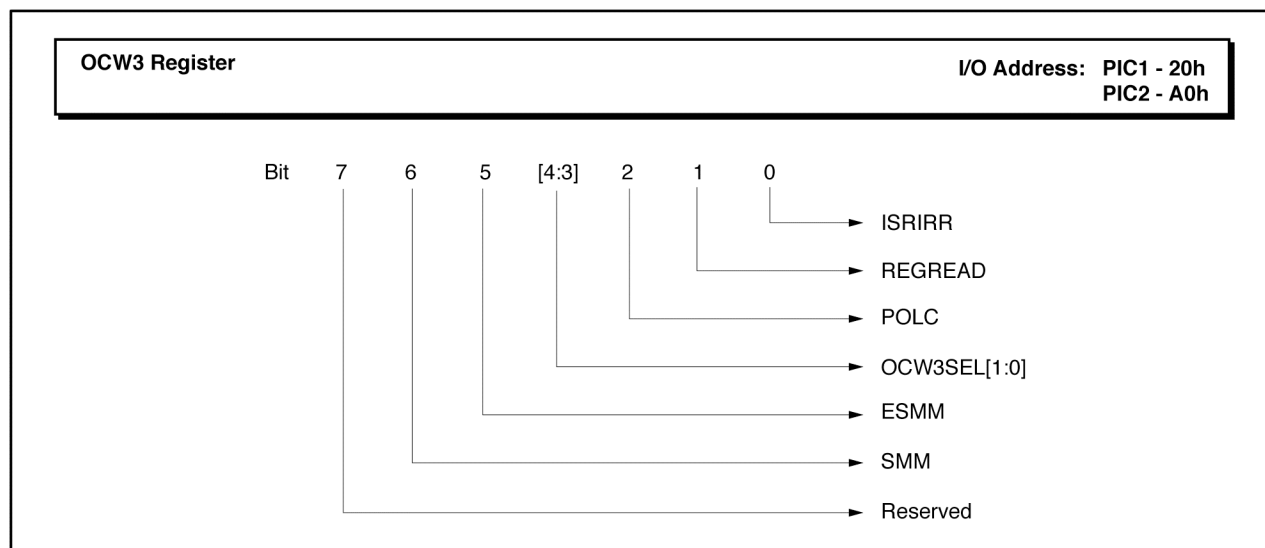 OCW3 Register
I/O Address: PIC1 - 20h
PIC2 - A0h
Bit 7 6 5 [4:3] 2 1 0
ISRIRR
REGREAD
POLC
OCW3SEL[1:0]
ESMM
SMM
Reserved